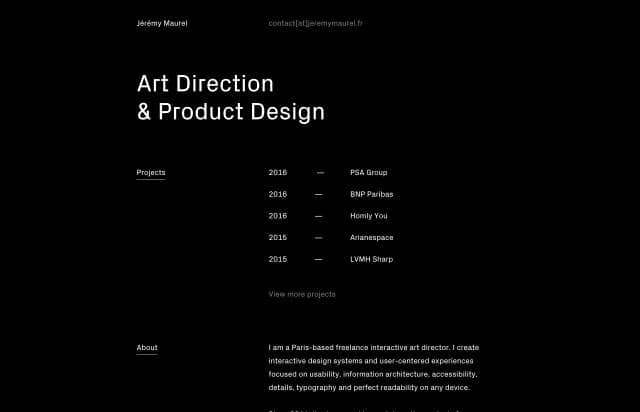 Jérémy Maurel
contact[at]jeremymaurel.fr
Art Direction
& Product Design
Projects
2016 — PSA Group
2016 — BNP Paribas
2016 — Homly You
2015 — Arianespace
2015 — LVMH Sharp
View more projects
About
I am a Paris-based freelance interactive art director. I create
interactive design systems and user-centered experiences
focused on usability, information architecture, accessibility,
details, typography and perfect readability on any device.